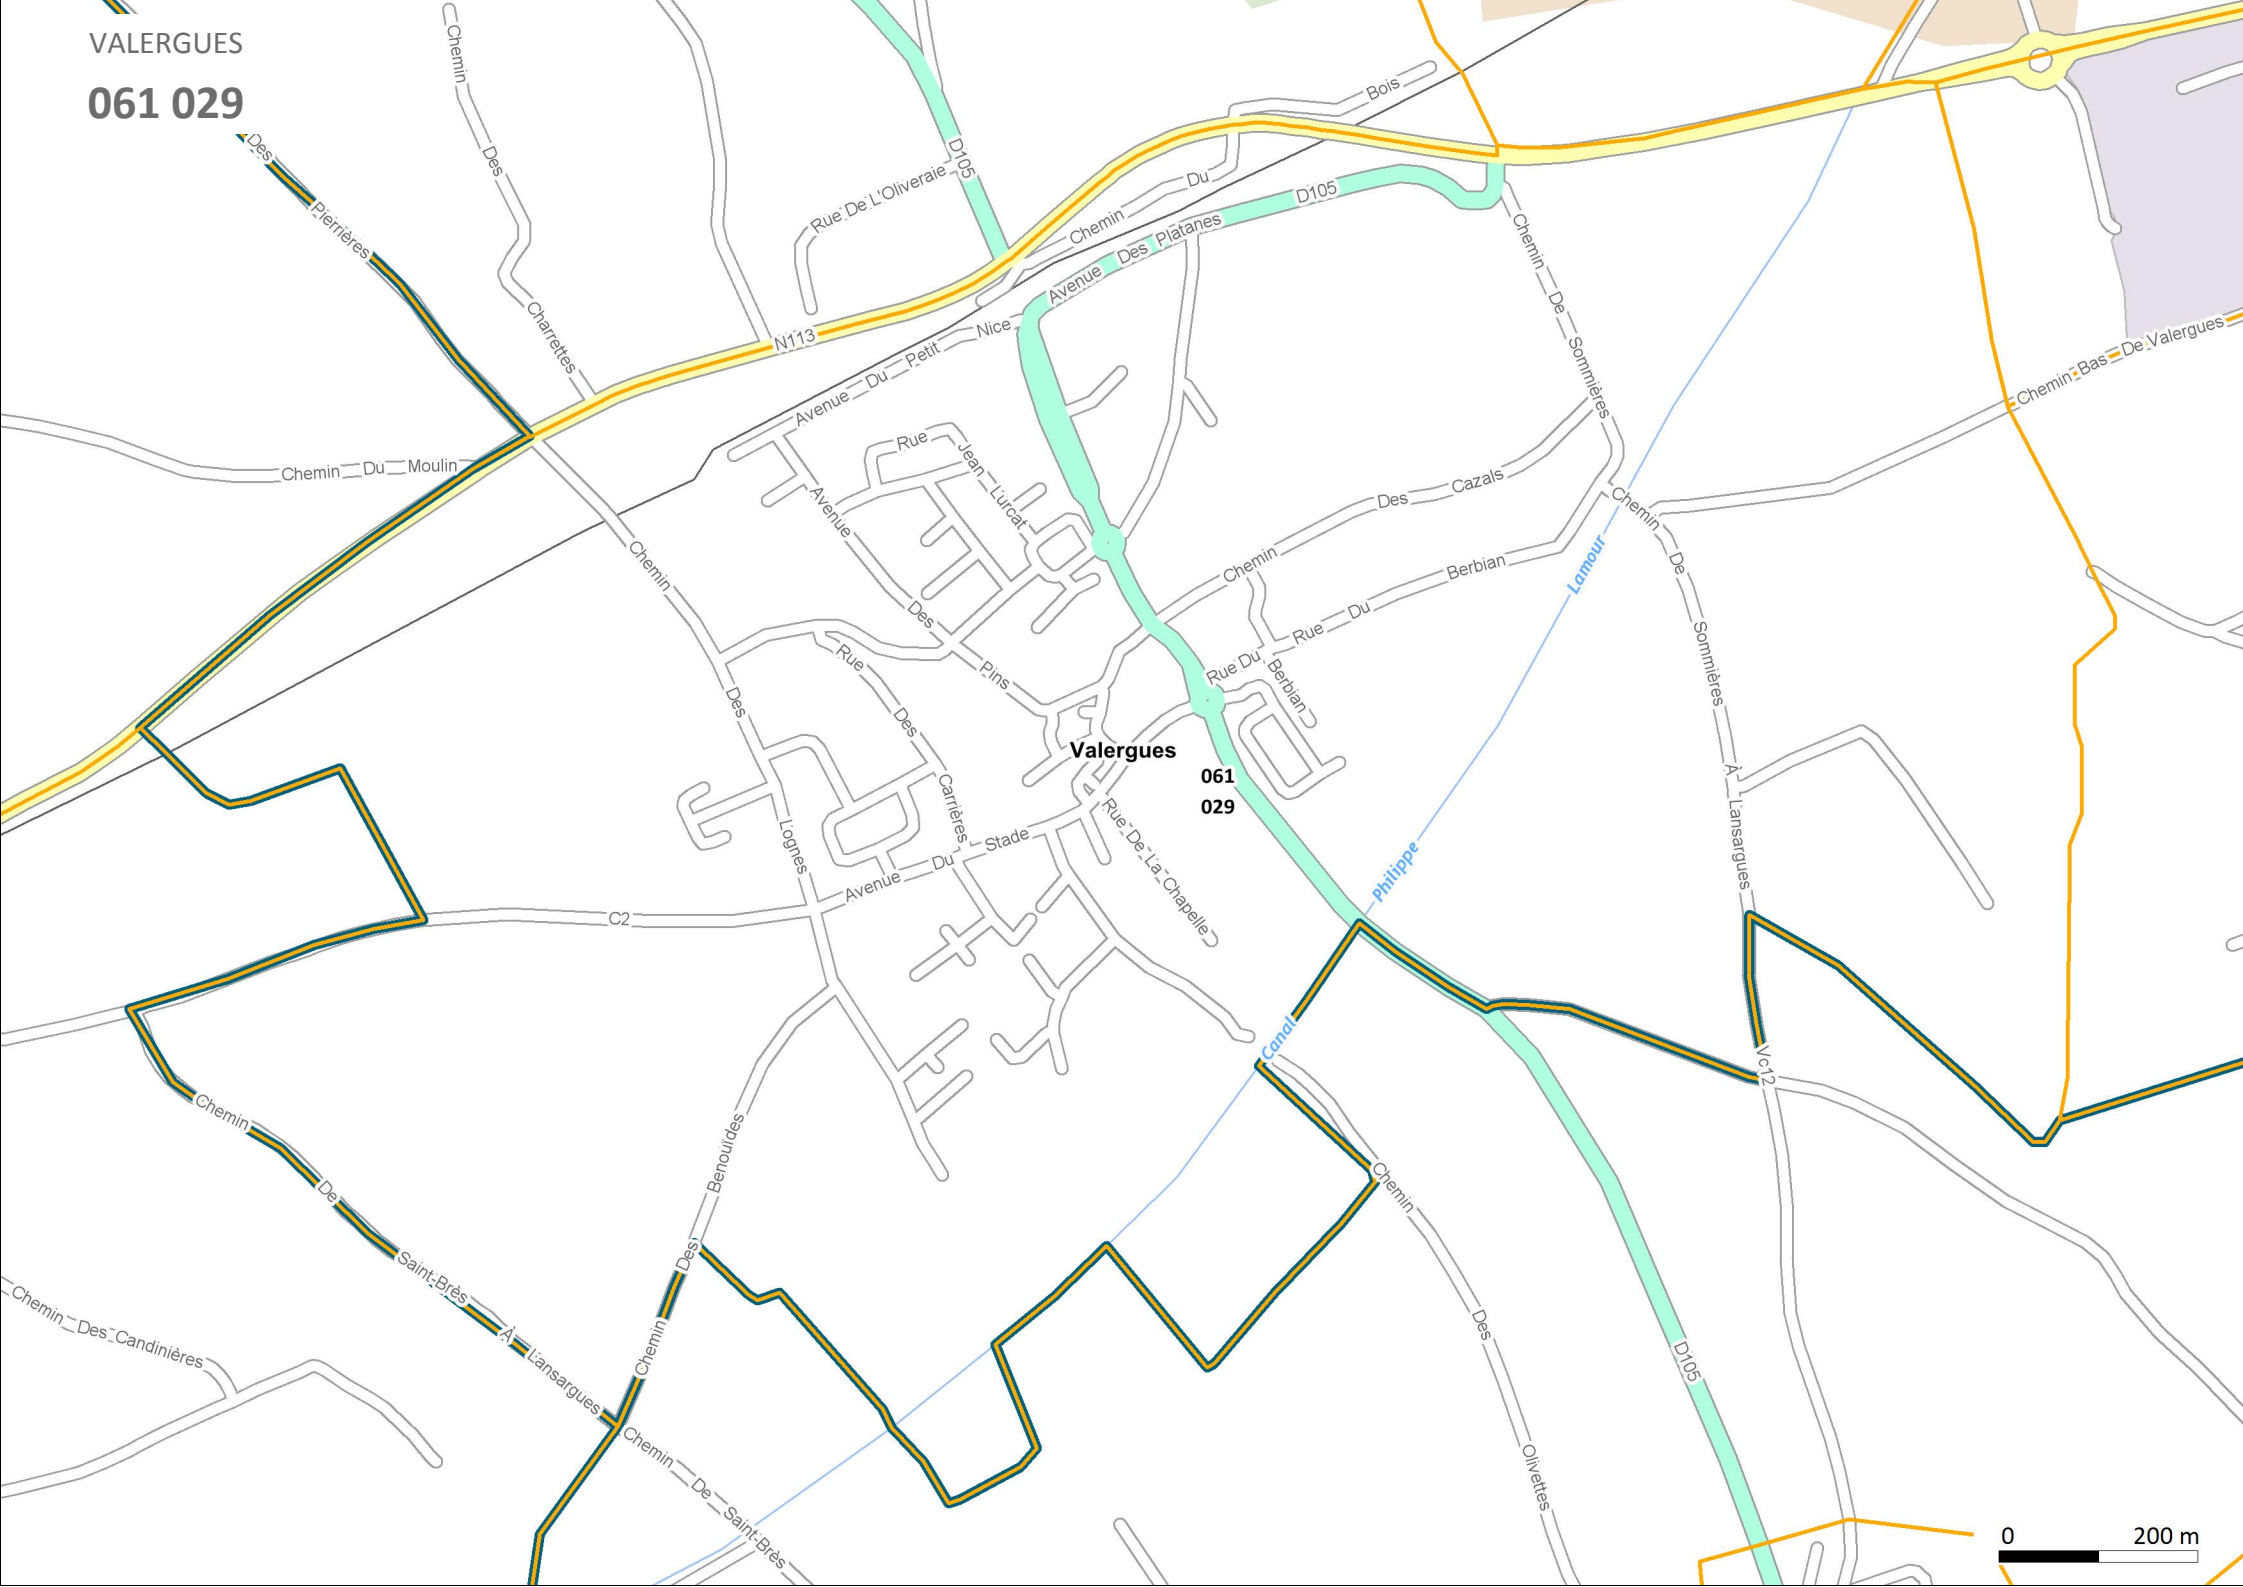 VALERGUES
061 029
Chemin Des Charrettes
Des Pierrières
Rue De L'Oliveraie
D105
Bois
Chemin Du
D105
Avenue Des Platanes
N113
Avenue Du Petit Nice
Chemin De Sommières
Chemin Bas De Valergues
Chemin Du Moulin
Rue Jean Lurcat
Avenue Des Pins
Chemin Des Cazals
Chemin De Sommières À Lansargues
Rue Du Berbian
Rue Du Berbian
Lamour
Chemin Des Lognes
Rue Des Carrières
Valergues
061
029
Avenue Du Stade
Rue De La Chapelle
Philippe
C2
Canal
Vc12
Chemin De Saint-Brès À Lansargues
Chemin Des Benouïdes
Chemin Des Olivettes
Chemin Des Candinières
D105
Chemin De Saint-Brès
0 200 m